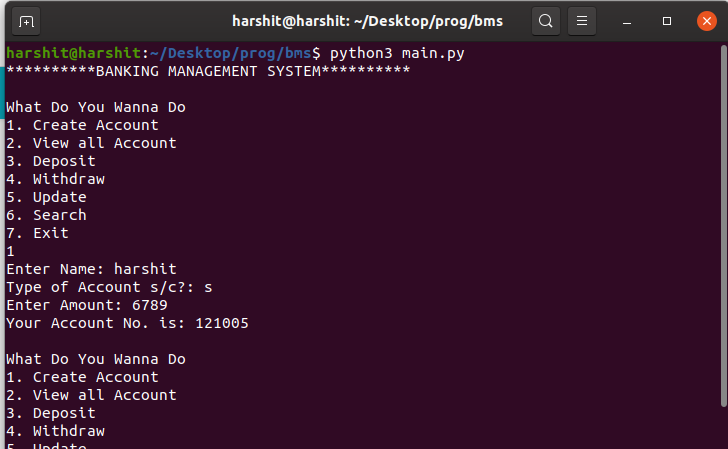 harshit@harshit: ~/Desktop/prog/bms
harshit@harshit:~/Desktop/prog/bms$ python3 main.py
**********BANKING MANAGEMENT SYSTEM**********
What Do You Wanna Do
1. Create Account
2. View all Account
3. Deposit
4. Withdraw
5. Update
6. Search
7. Exit
1
Enter Name: harshit
Type of Account s/c?: s
Enter Amount: 6789
Your Account No. is: 121005
What Do You Wanna Do
1. Create Account
2. View all Account
3. Deposit
4. Withdraw
5. Update